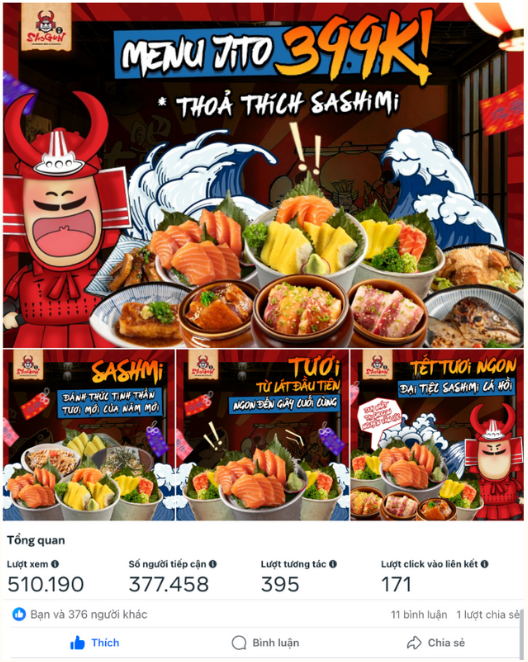 ShoGun
MENU JITO 399K!
* THOẢ THÍCH SASHIMI
SASHMi
ĐÁNH THỨC TINH THẦN
TƯƠI MỚI CỦA NĂM MỚI
TƯƠI
TỪ LÁT ĐẦU TIÊN
NGON ĐẾN GIÂY CUỐI CÙNG
TẾT TƯƠI NGON
ĐẠI TIỆC SASHIMI CÁ HỒI
Tổng quan
Lượt xem
Số người tiếp cận
Lượt tương tác
Lượt click vào liên kết
510.190
377.458
395
171
Bạn và 376 người khác
11 bình luận 1 lượt chia sẻ
Thích
Bình luận
Chia sẻ